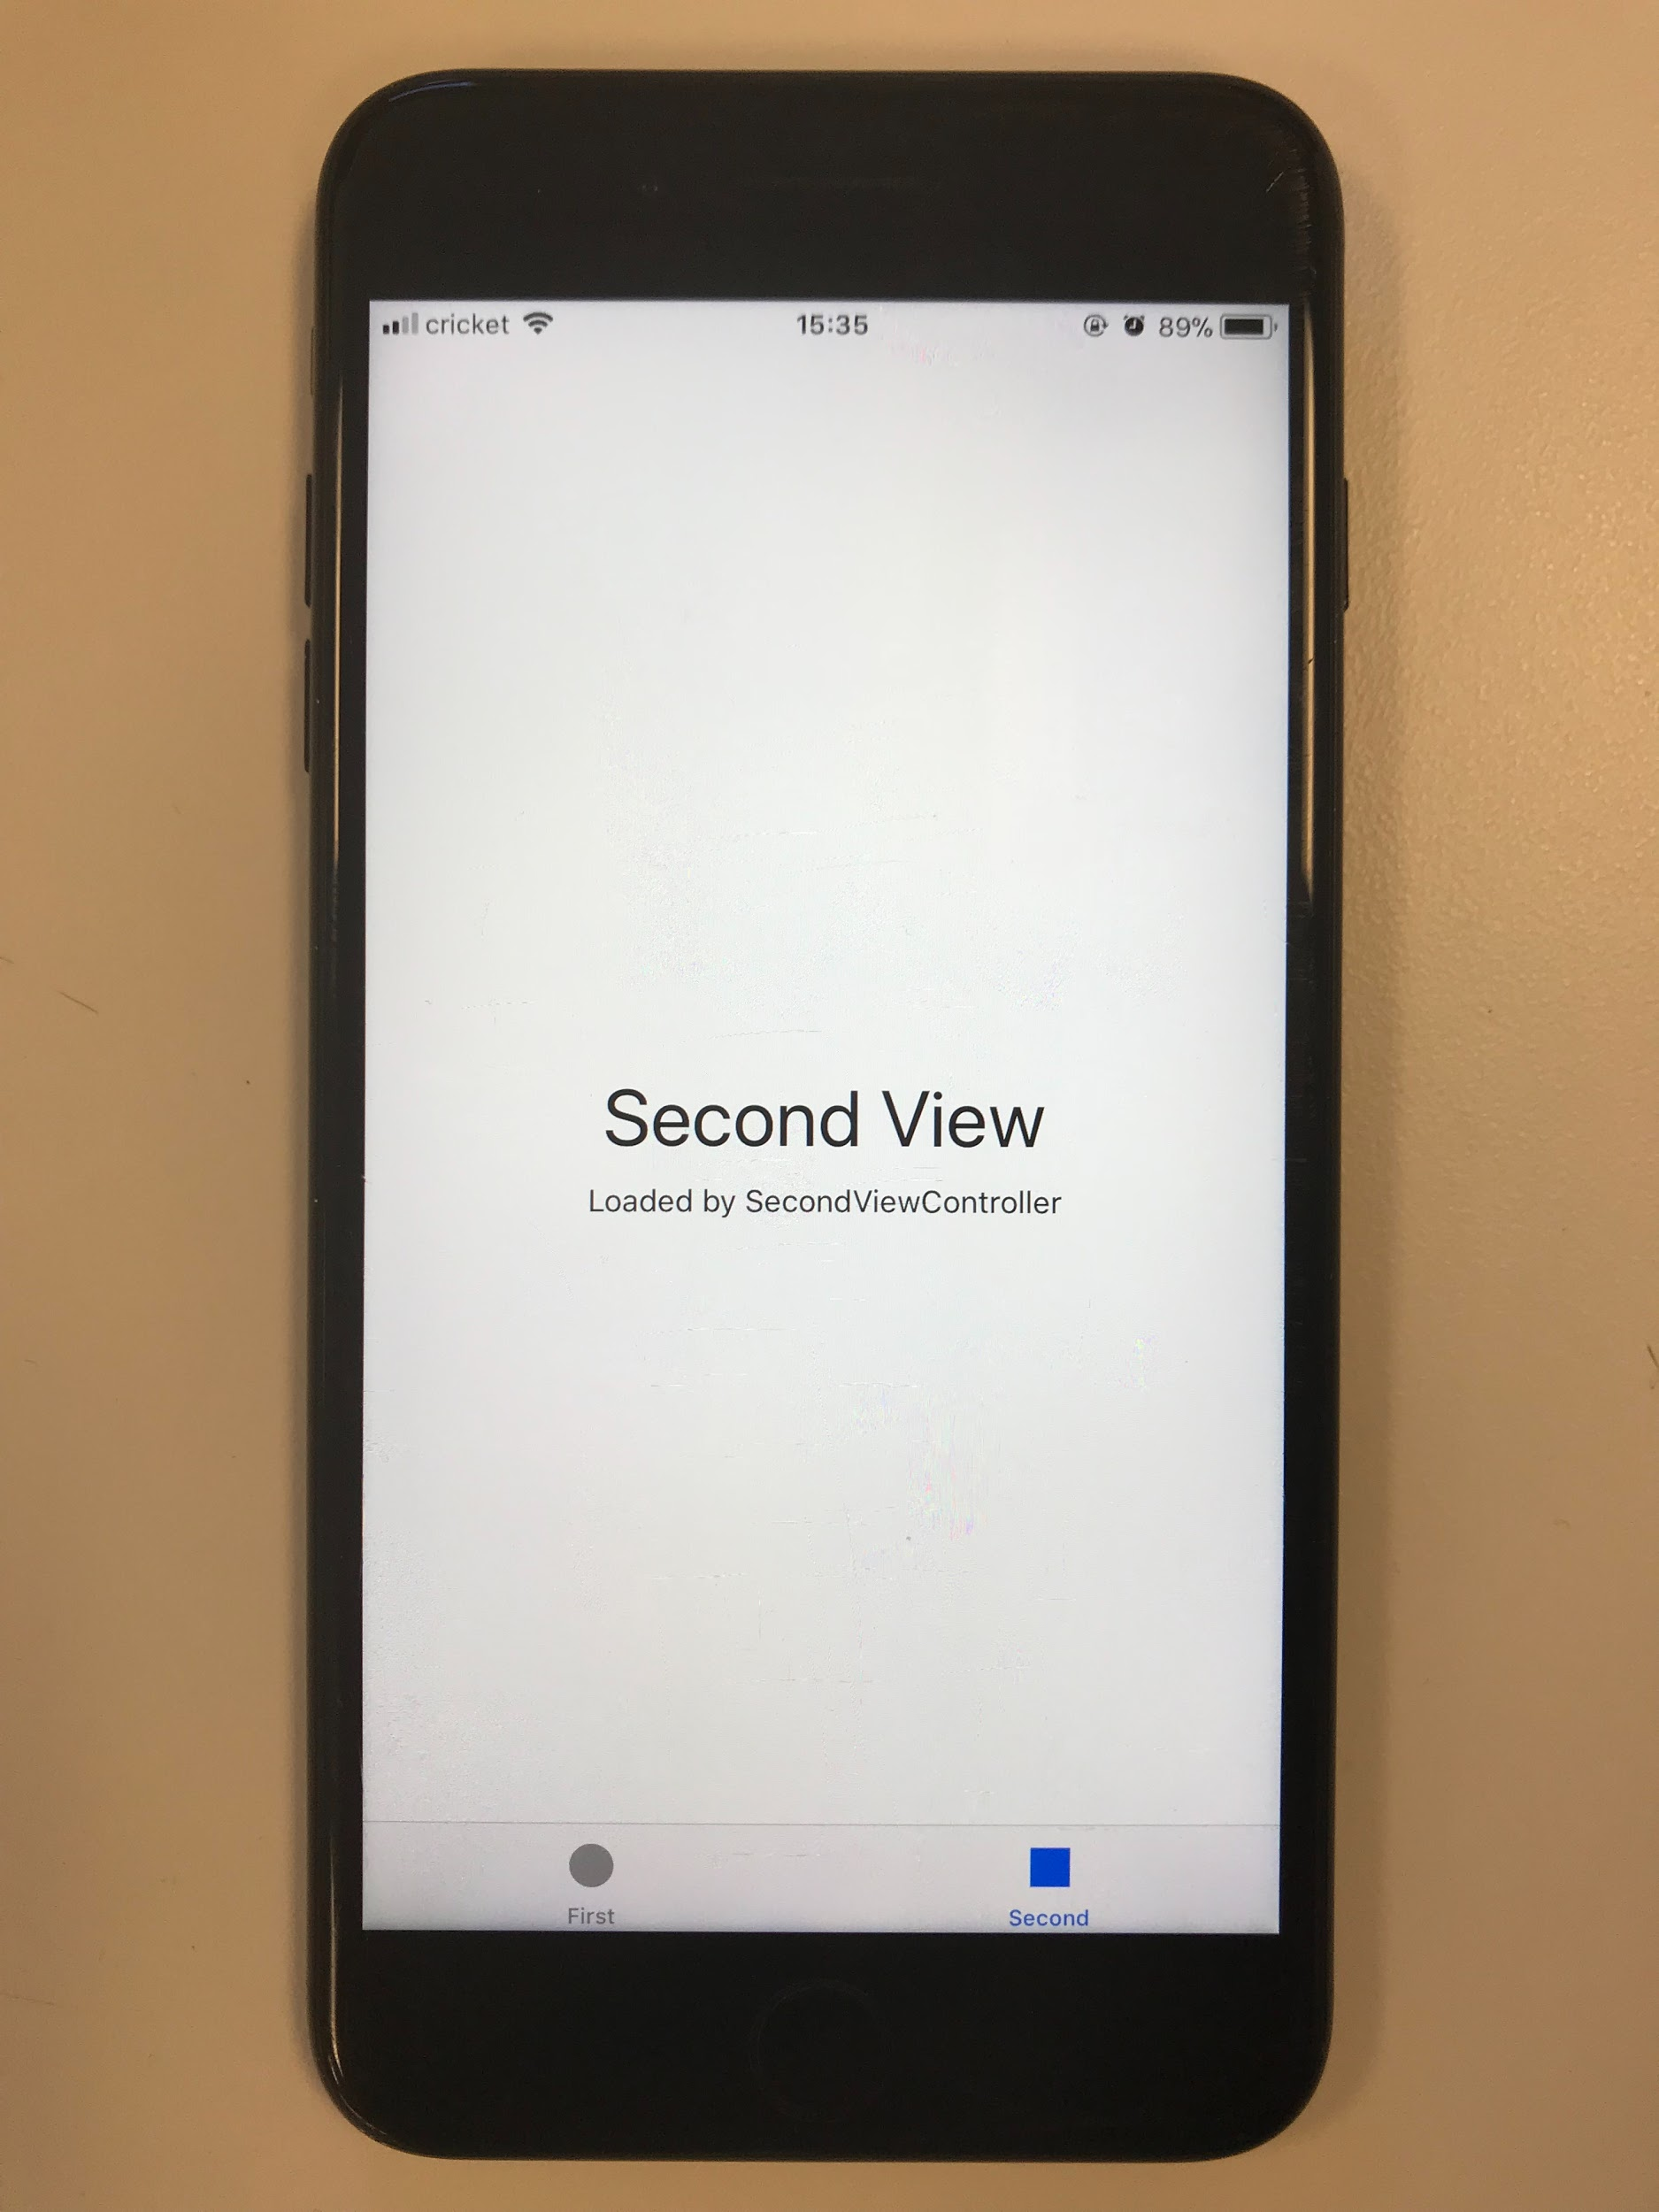 cricket 15:35 89%
Second View
Loaded by SecondViewController
First Second